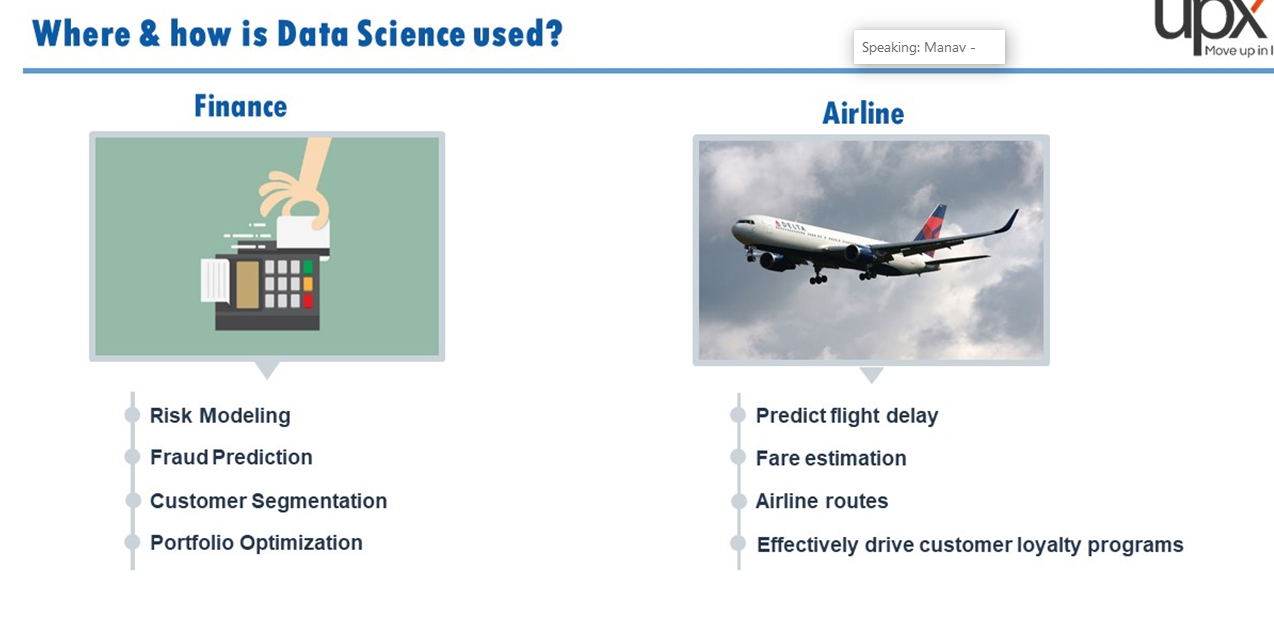 Where & how is Data Science used?
upx
Move up in
Speaking: Manav -
Finance
Airline
DELTA
Risk Modeling
Fraud Prediction
Customer Segmentation
Portfolio Optimization
Predict flight delay
Fare estimation
Airline routes
Effectively drive customer loyalty programs